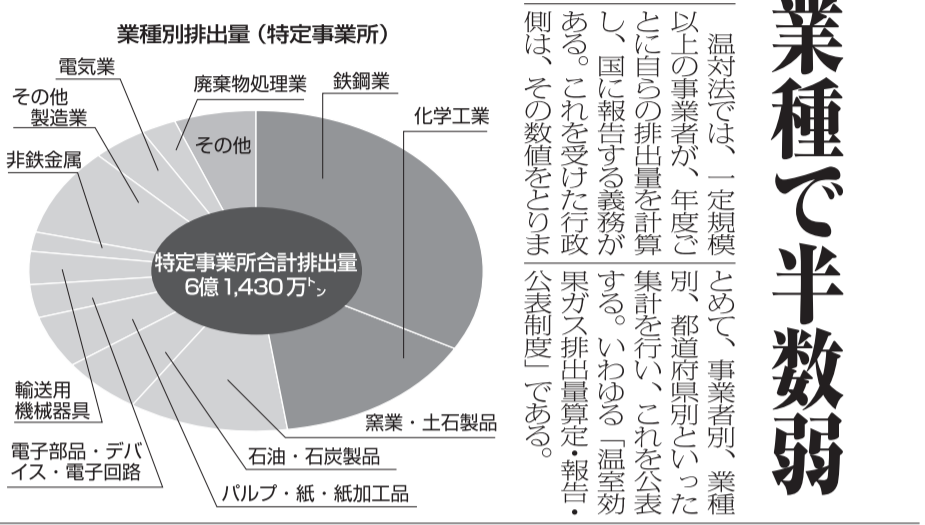 業種で半数弱
温対法では、一定規模
以上の事業者が、年度ご
とに自らの排出量を計算
し、国に報告する義務が
ある。これを受けた行政
側は、その数値をとりま
とめて、事業者別、業種
別、都道府県別といった
集計を行い、これを公表
する。いわゆる「温室効
果ガス排出量算定・報告・
公表制度」である。
業種別排出量（特定事業所）
電気業
廃棄物処理業
鉄鋼業
化学工業
その他
製造業
その他
非鉄金属
特定事業所合計排出量
6億1,430万㌧
輸送用
機械器具
電子部品・デバ
イス・電子回路
窯業・土石製品
石油・石炭製品
パルプ・紙・紙加工品